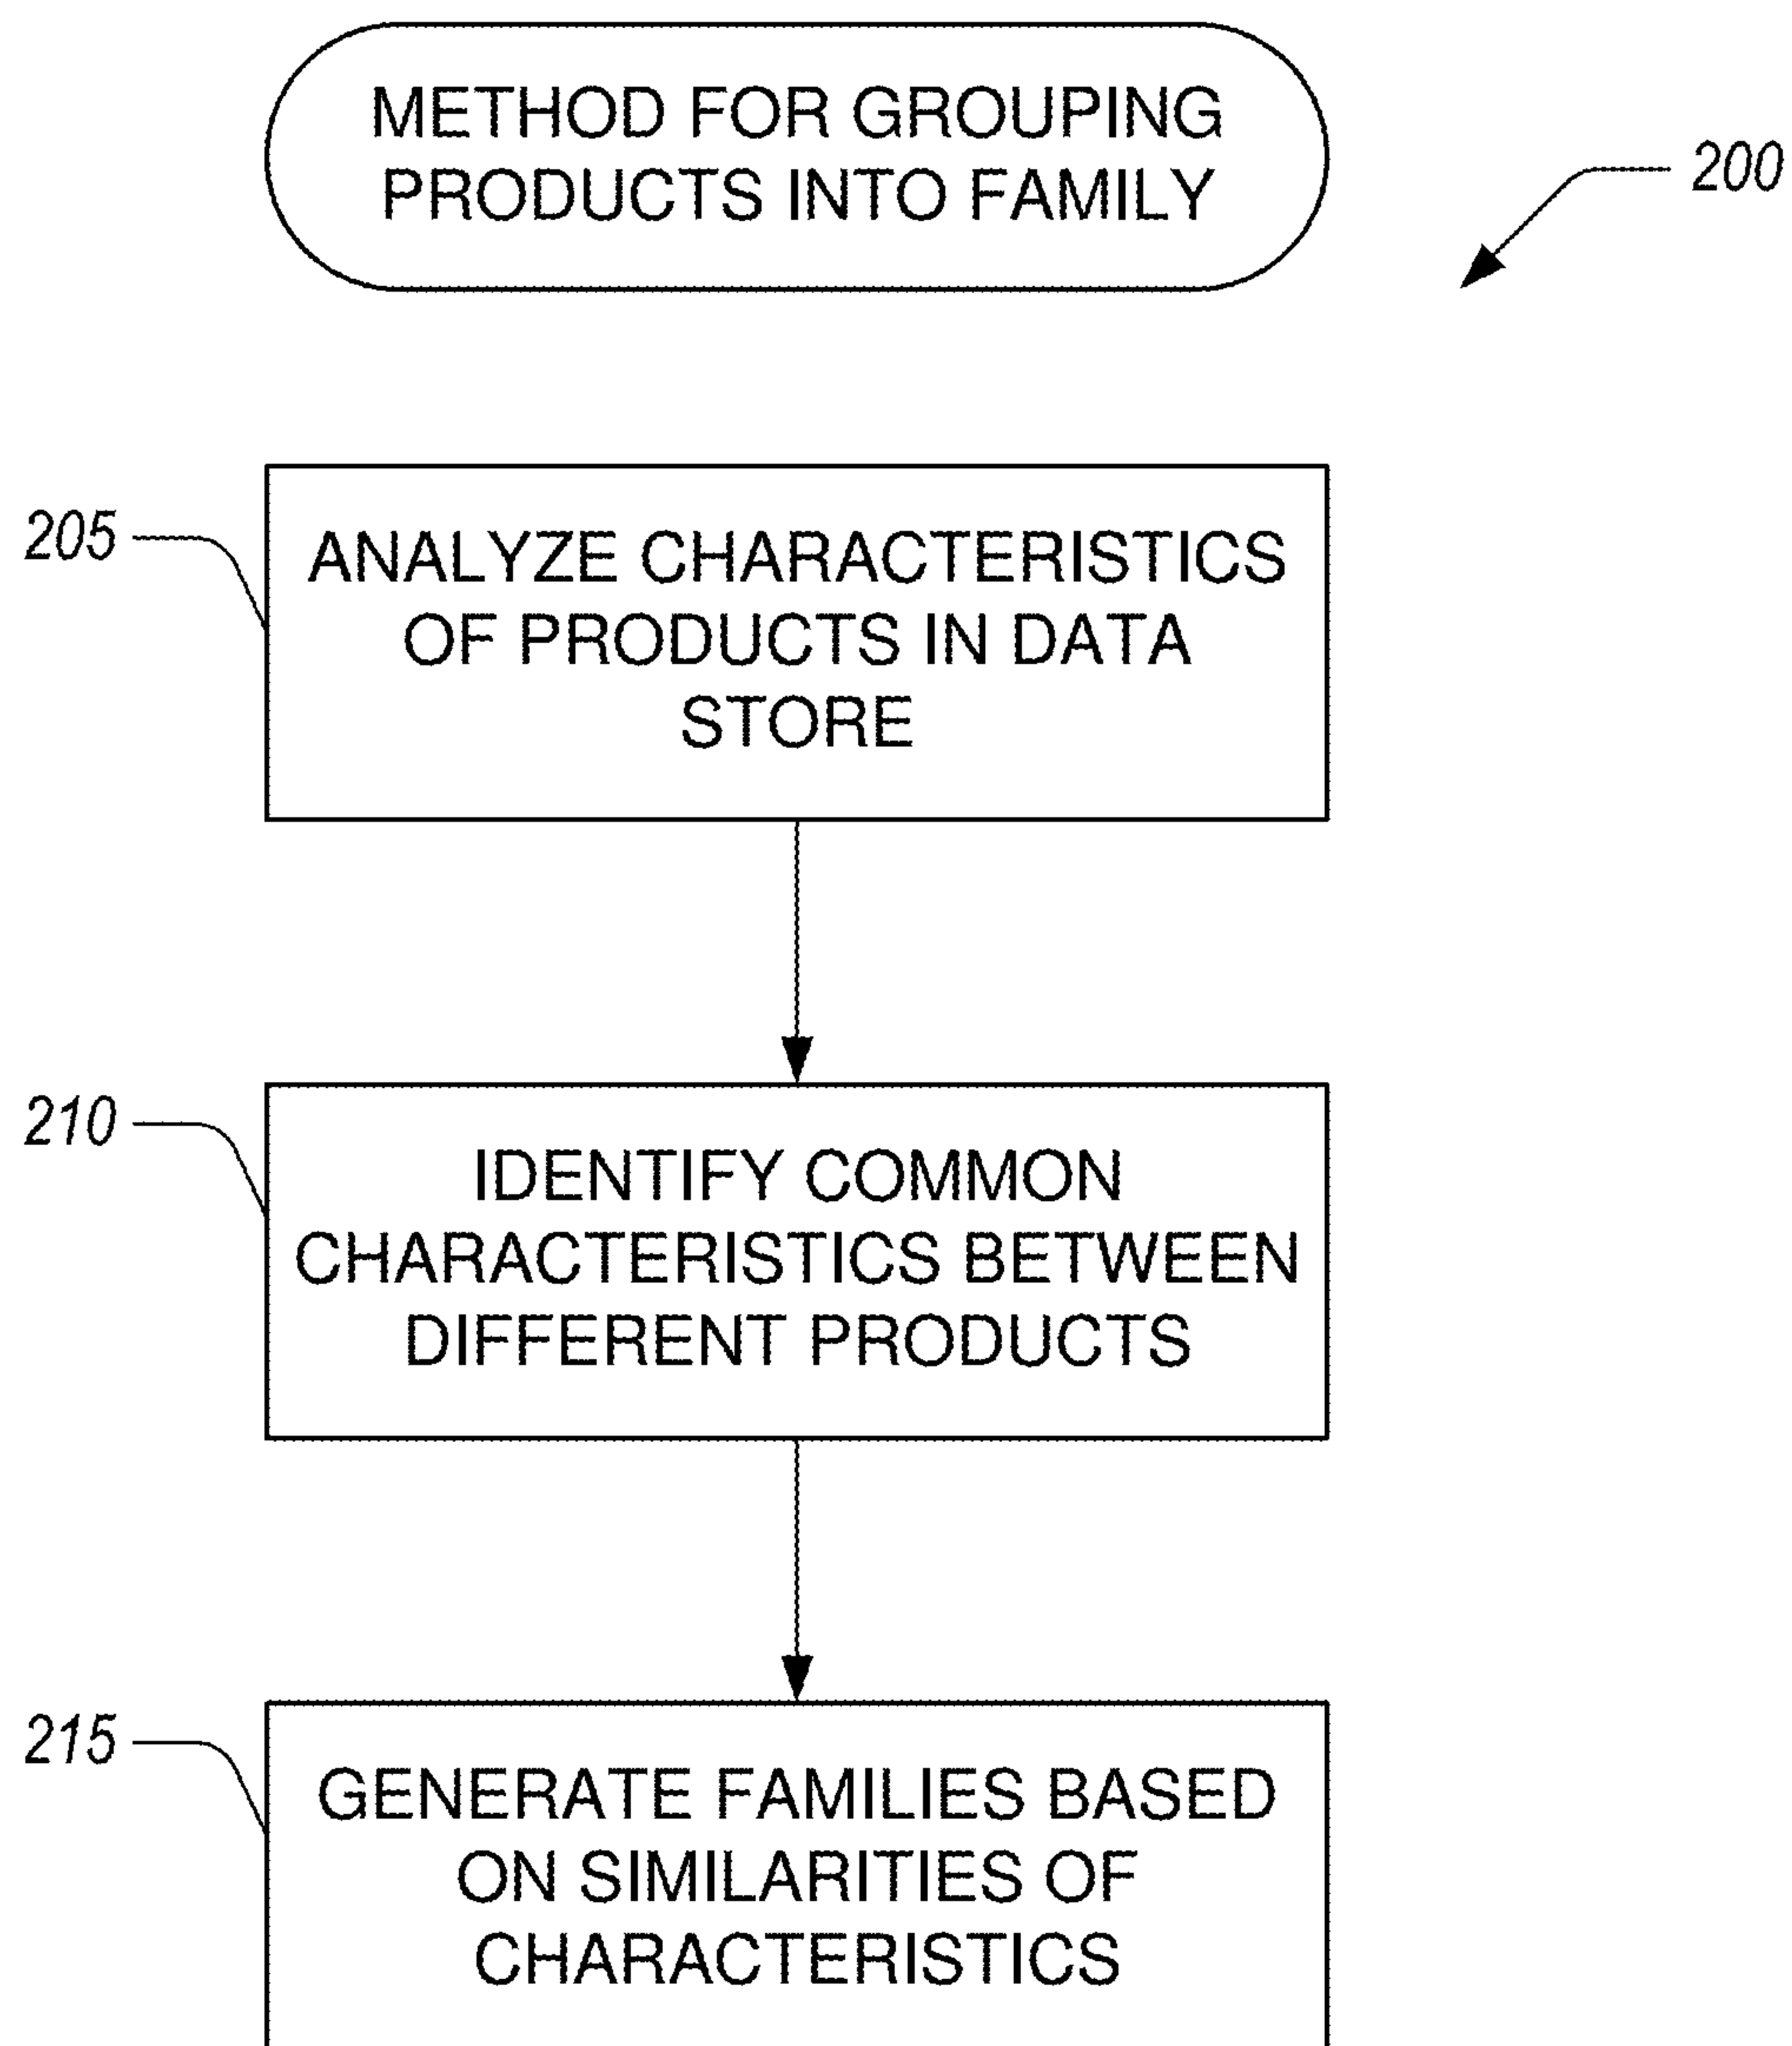 METHOD FOR GROUPING
PRODUCTS INTO FAMILY
200
205
ANALYZE CHARACTERISTICS
OF PRODUCTS IN DATA
STORE
210
IDENTIFY COMMON
CHARACTERISTICS BETWEEN
DIFFERENT PRODUCTS
215
GENERATE FAMILIES BASED
ON SIMILARITIES OF
CHARACTERISTICS